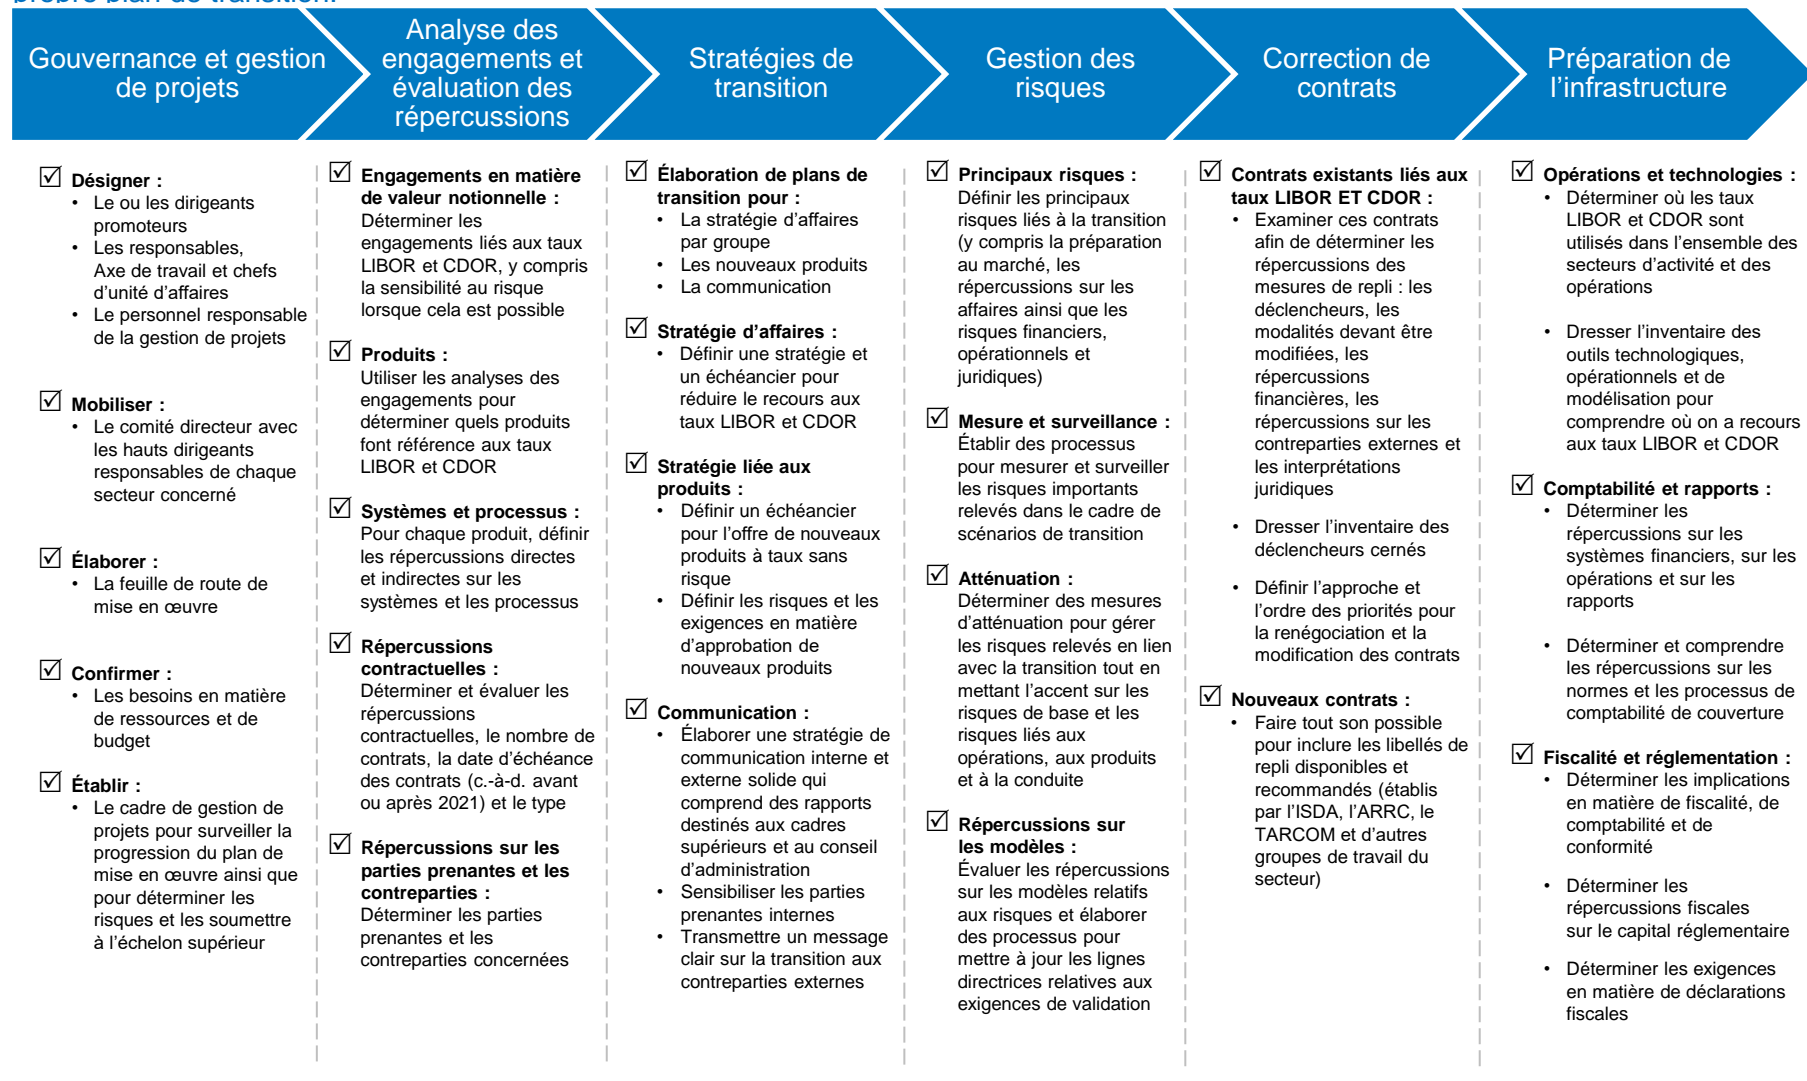 propre plan de transition.
Gouvernance et gestion
de projets
Analyse des
engagements et
évaluation des
répercussions
Stratégies de
transition
Gestion des
risques
Correction de
contrats
Préparation de
l’infrastructure
Désigner :
• Le ou les dirigeants
promoteurs
• Les responsables,
Axe de travail et chefs
d’unité d’affaires
• Le personnel responsable
de la gestion de projets
Mobiliser :
• Le comité directeur avec
les hauts dirigeants
responsables de chaque
secteur concerné
Élaborer :
• La feuille de route de
mise en œuvre
Confirmer :
• Les besoins en matière
de ressources et de
budget
Établir :
• Le cadre de gestion de
projets pour surveiller la
progression du plan de
mise en œuvre ainsi que
pour déterminer les
risques et les soumettre
à l’échelon supérieur
Engagements en matière
de valeur notionnelle :
Déterminer les
engagements liés aux taux
LIBOR et CDOR, y compris
la sensibilité au risque
lorsque cela est possible
Produits :
Utiliser les analyses des
engagements pour
déterminer quels produits
font référence aux taux
LIBOR et CDOR
Systèmes et processus :
Pour chaque produit, définir
les répercussions directes
et indirectes sur les
systèmes et les processus
Répercussions
contractuelles :
Déterminer et évaluer les
répercussions
contractuelles, le nombre de
contrats, la date d’échéance
des contrats (c.-à-d. avant
ou après 2021) et le type
Répercussions sur les
parties prenantes et les
contreparties :
Déterminer les parties
prenantes et les
contreparties concernées
Élaboration de plans de
transition pour :
• La stratégie d’affaires
par groupe
• Les nouveaux produits
• La communication
Stratégie d’affaires :
• Définir une stratégie et
un échéancier pour
réduire le recours aux
taux LIBOR et CDOR
Stratégie liée aux
produits :
• Définir un échéancier
pour l’offre de nouveaux
produits à taux sans
risque
• Définir les risques et les
exigences en matière
d’approbation de
nouveaux produits
Communication :
• Élaborer une stratégie de
communication interne et
externe solide qui
comprend des rapports
destinés aux cadres
supérieurs et au conseil
d’administration
• Sensibiliser les parties
prenantes internes
• Transmettre un message
clair sur la transition aux
contreparties externes
Principaux risques :
Définir les principaux
risques liés à la transition
(y compris la préparation
au marché, les
répercussions sur les
affaires ainsi que les
risques financiers,
opérationnels et
juridiques)
Mesure et surveillance :
Établir des processus
pour mesurer et surveiller
les risques importants
relevés dans le cadre de
scénarios de transition
Atténuation :
Déterminer des mesures
d’atténuation pour gérer
les risques relevés en lien
avec la transition tout en
mettant l’accent sur les
risques de base et les
risques liés aux
opérations, aux produits
et à la conduite
Répercussions sur
les modèles :
Évaluer les répercussions
sur les modèles relatifs
aux risques et élaborer
des processus pour
mettre à jour les lignes
directrices relatives aux
exigences de validation
Contrats existants liés aux
taux LIBOR ET CDOR :
• Examiner ces contrats
afin de déterminer les
répercussions des
mesures de repli : les
déclencheurs, les
modalités devant être
modifiées, les
répercussions
financières, les
répercussions sur les
contreparties externes et
les interprétations
juridiques
• Dresser l’inventaire des
déclencheurs cernés
• Définir l’approche et
l’ordre des priorités pour
la renégociation et la
modification des contrats
Nouveaux contrats :
• Faire tout son possible
pour inclure les libellés de
repli disponibles et
recommandés (établis
par l’ISDA, l’ARRC, le
TARCOM et d’autres
groupes de travail du
secteur)
Opérations et technologies :
• Déterminer où les taux
LIBOR et CDOR sont
utilisés dans l’ensemble des
secteurs d’activité et des
opérations
• Dresser l’inventaire des
outils technologiques,
opérationnels et de
modélisation pour
comprendre où on a recours
aux taux LIBOR et CDOR
Comptabilité et rapports :
• Déterminer les
répercussions sur les
systèmes financiers, sur les
opérations et sur les
rapports
• Déterminer et comprendre
les répercussions sur les
normes et les processus de
comptabilité de couverture
Fiscalité et réglementation :
• Déterminer les implications
en matière de fiscalité, de
comptabilité et de
conformité
• Déterminer les
répercussions fiscales
sur le capital réglementaire
• Déterminer les exigences
en matière de déclarations
fiscales